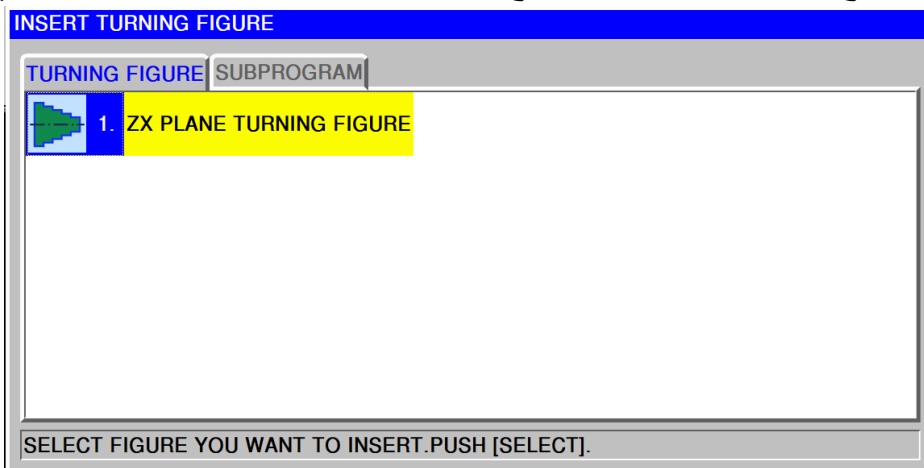 INSERT TURNING FIGURE
TURNING FIGURE SUBPROGRAM
1. ZX PLANE TURNING FIGURE
SELECT FIGURE YOU WANT TO INSERT.PUSH [SELECT].